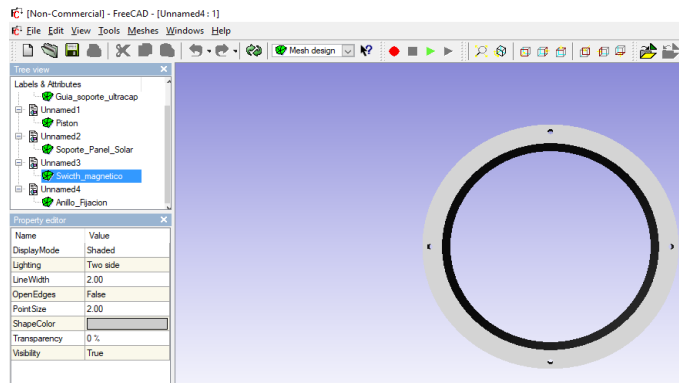 [Non-Commercial] - FreeCAD - [Unnamed4 : 1]
File Edit View Tools Meshes Windows Help
Mesh design
Tree view
Labels & Attributes
Guia_soporte_ultracap
Unnamed1
Piston
Unnamed2
Soporte_Panel_Solar
Unnamed3
Swicth_magnetico
Unnamed4
Anillo_Fijacion
Property editor
Name Value
DisplayMode Shaded
Lighting Two side
LineWidth 2.00
OpenEdges False
PointSize 2.00
ShapeColor
Transparency 0 %
Visibility True